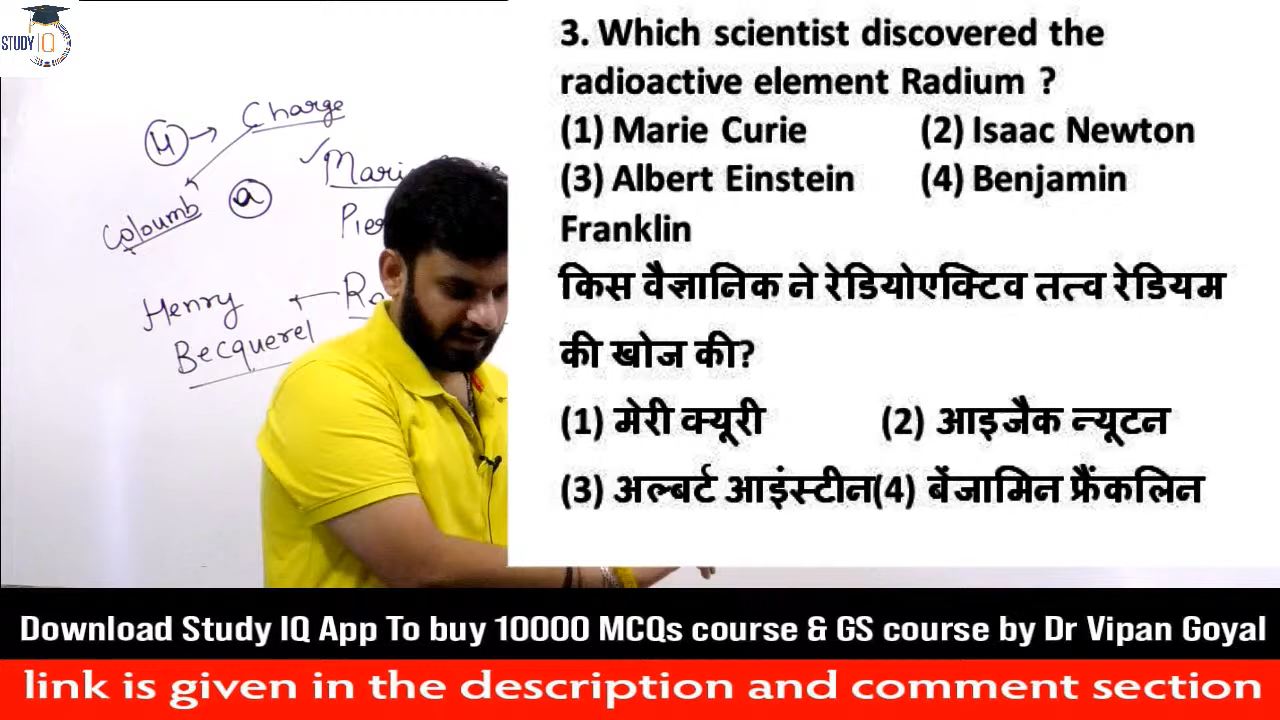 STUDY IQ
3. Which scientist discovered the
radioactive element Radium ?
(1) Marie Curie (2) Isaac Newton
(3) Albert Einstein (4) Benjamin
Franklin
किस वैज्ञानिक ने रेडियोएक्टिव तत्व रेडियम
की खोज की?
(1) मेरी क्यूरी (2) आइजैक न्यूटन
(3) अल्बर्ट आइंस्टीन(4) बेंजामिन फ्रैंकलिन
Charge
Coloumb
a
Henry
Becquerel
Download Study IQ App To buy 10000 MCQs course & GS course by Dr Vipan Goyal
link is given in the description and comment section